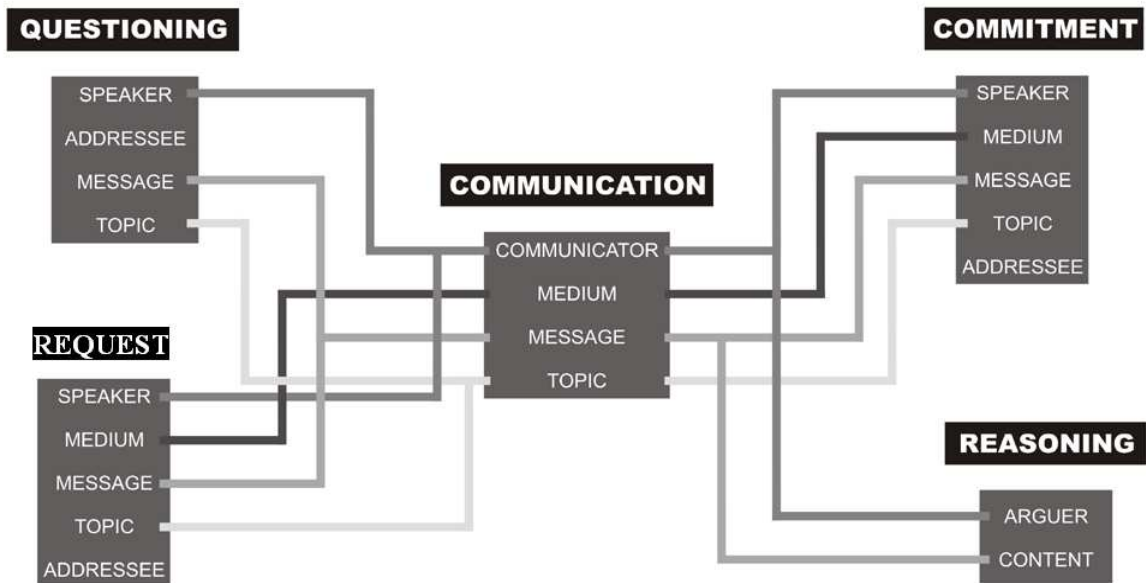 QUESTIONING
SPEAKER
ADDRESSEE
MESSAGE
TOPIC
REQUEST
SPEAKER
MEDIUM
MESSAGE
TOPIC
ADDRESSEE
COMMUNICATION
COMMUNICATOR
MEDIUM
MESSAGE
TOPIC
COMMITMENT
SPEAKER
MEDIUM
MESSAGE
TOPIC
ADDRESSEE
REASONING
ARGUER
CONTENT